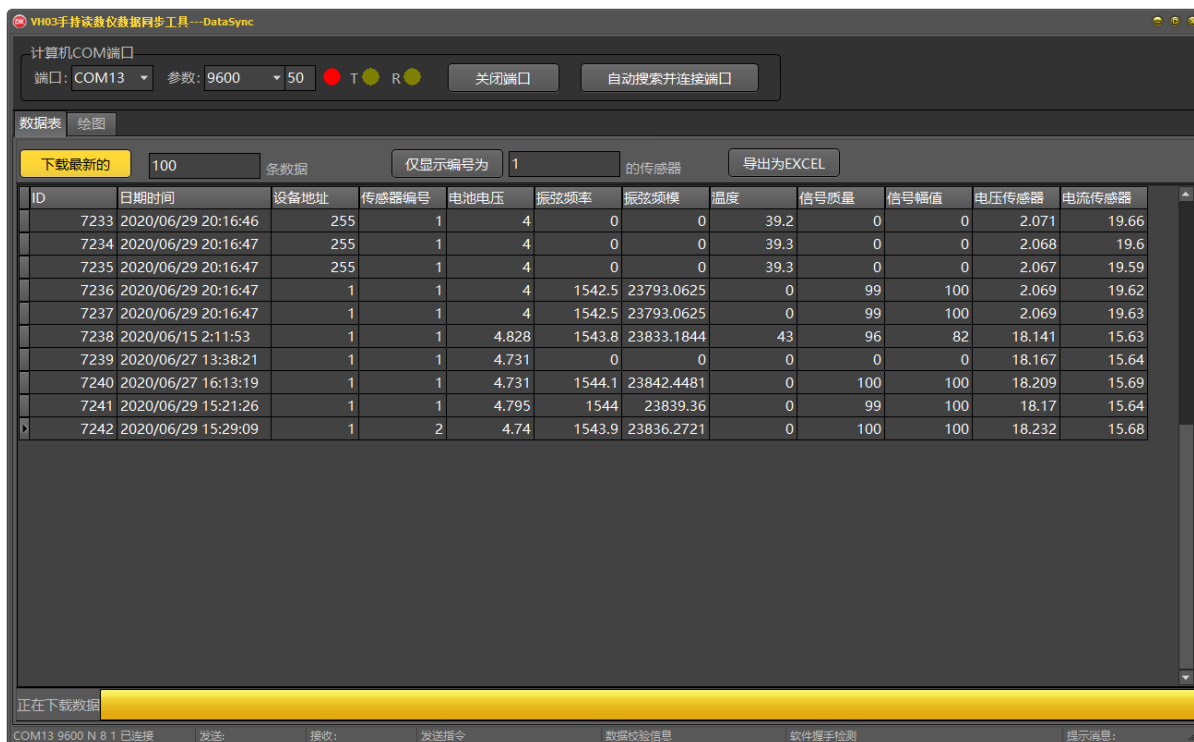 VH03手持读数仪数据同步工具---DataSync
计算机COM端口
端口: COM13 参数: 9600 50 T R 关闭端口 自动搜索并连接端口
数据表 绘图
下载最新的 100 条数据 仅显示编号为 1 的传感器 导出为EXCEL
ID 日期时间 设备地址 传感器编号 电池电压 振弦频率 振弦频模 温度 信号质量 信号幅值 电压传感器 电流传感器
7233 2020/06/29 20:16:46 255 1 4 0 0 39.2 0 0 2.071 19.66
7234 2020/06/29 20:16:47 255 1 4 0 0 39.3 0 0 2.068 19.6
7235 2020/06/29 20:16:47 255 1 4 0 0 39.3 0 0 2.067 19.59
7236 2020/06/29 20:16:47 1 1 4 1542.5 23793.0625 0 99 100 2.069 19.62
7237 2020/06/29 20:16:47 1 1 4 1542.5 23793.0625 0 99 100 2.069 19.63
7238 2020/06/15 2:11:53 1 1 4.828 1543.8 23833.1844 43 96 82 18.141 15.63
7239 2020/06/27 13:38:21 1 1 4.731 0 0 0 0 0 18.167 15.64
7240 2020/06/27 16:13:19 1 1 4.731 1544.1 23842.4481 0 100 100 18.209 15.69
7241 2020/06/29 15:21:26 1 1 4.795 1544 23839.36 0 99 100 18.17 15.64
7242 2020/06/29 15:29:09 1 2 4.74 1543.9 23836.2721 0 100 100 18.232 15.68
正在下载数据
COM13 9600 N 8 1 已连接 发送: 接收: 发送指令 数据校验信息 软件握手检测 提示消息: